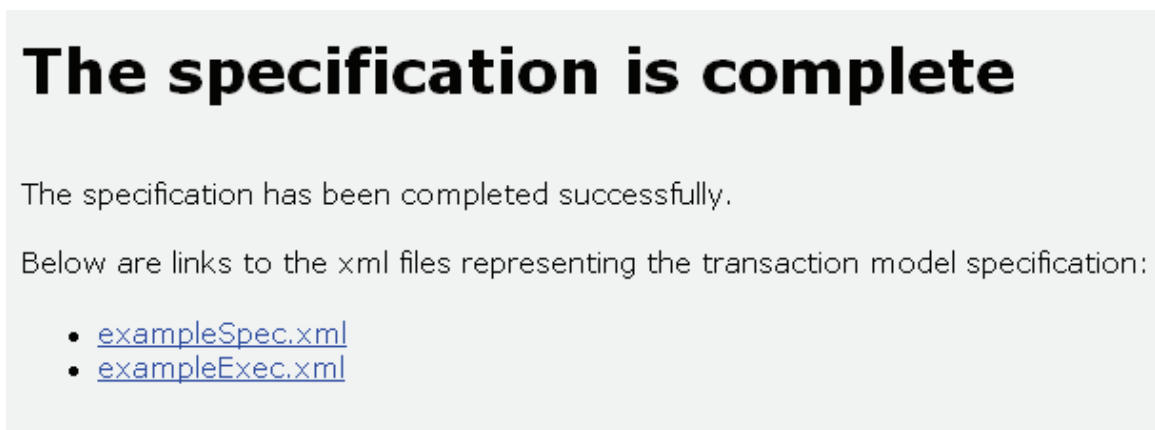 The specification is complete
The specification has been completed successfully.
Below are links to the xml files representing the transaction model specification:
• exampleSpec.xml
• exampleExec.xml